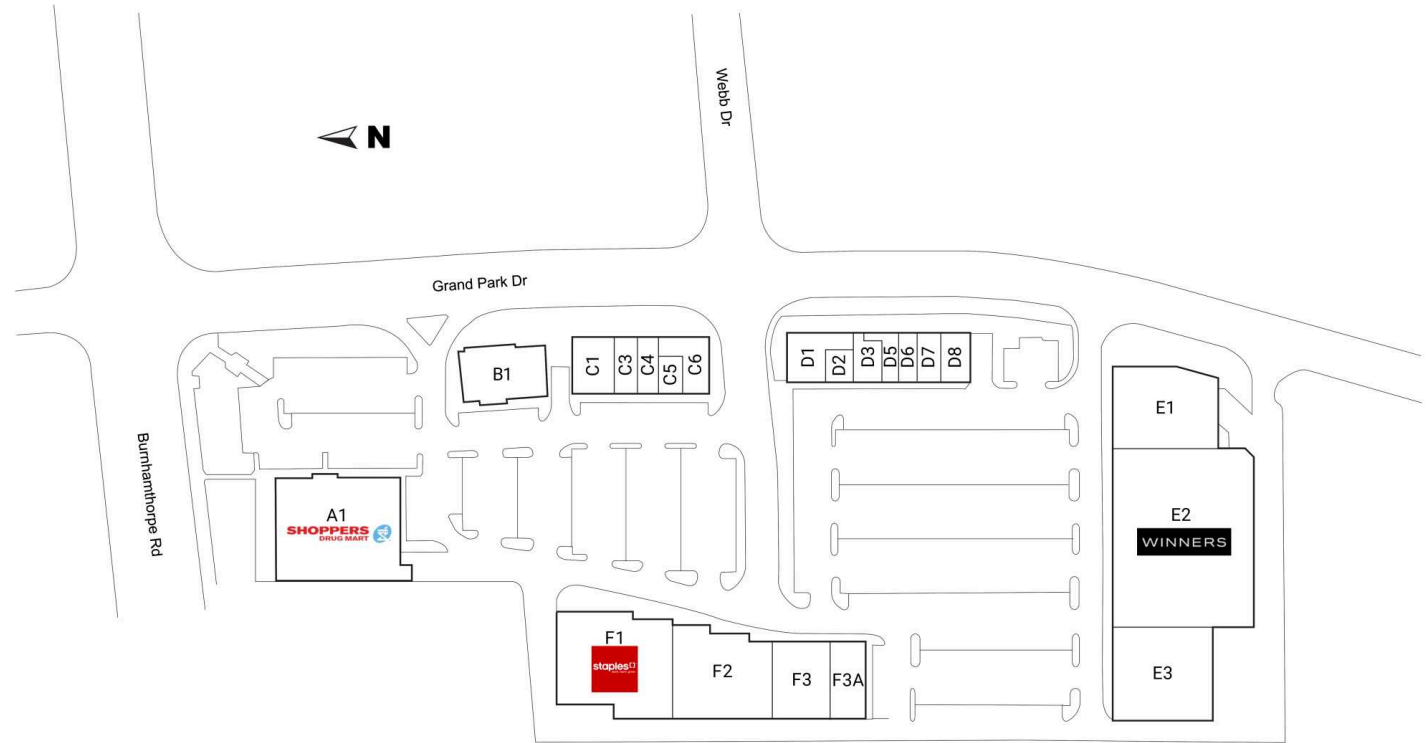 Webb Dr
N
Grand Park Dr
Burnhamthorpe Rd
B1
C1
C3
C4
C5
C6
D1
D2
D3
D5
D6
D7
D8
E1
A1
SHOPPERS
DRUG MART
E2
WINNERS
F1
staples
F2
F3
F3A
E3